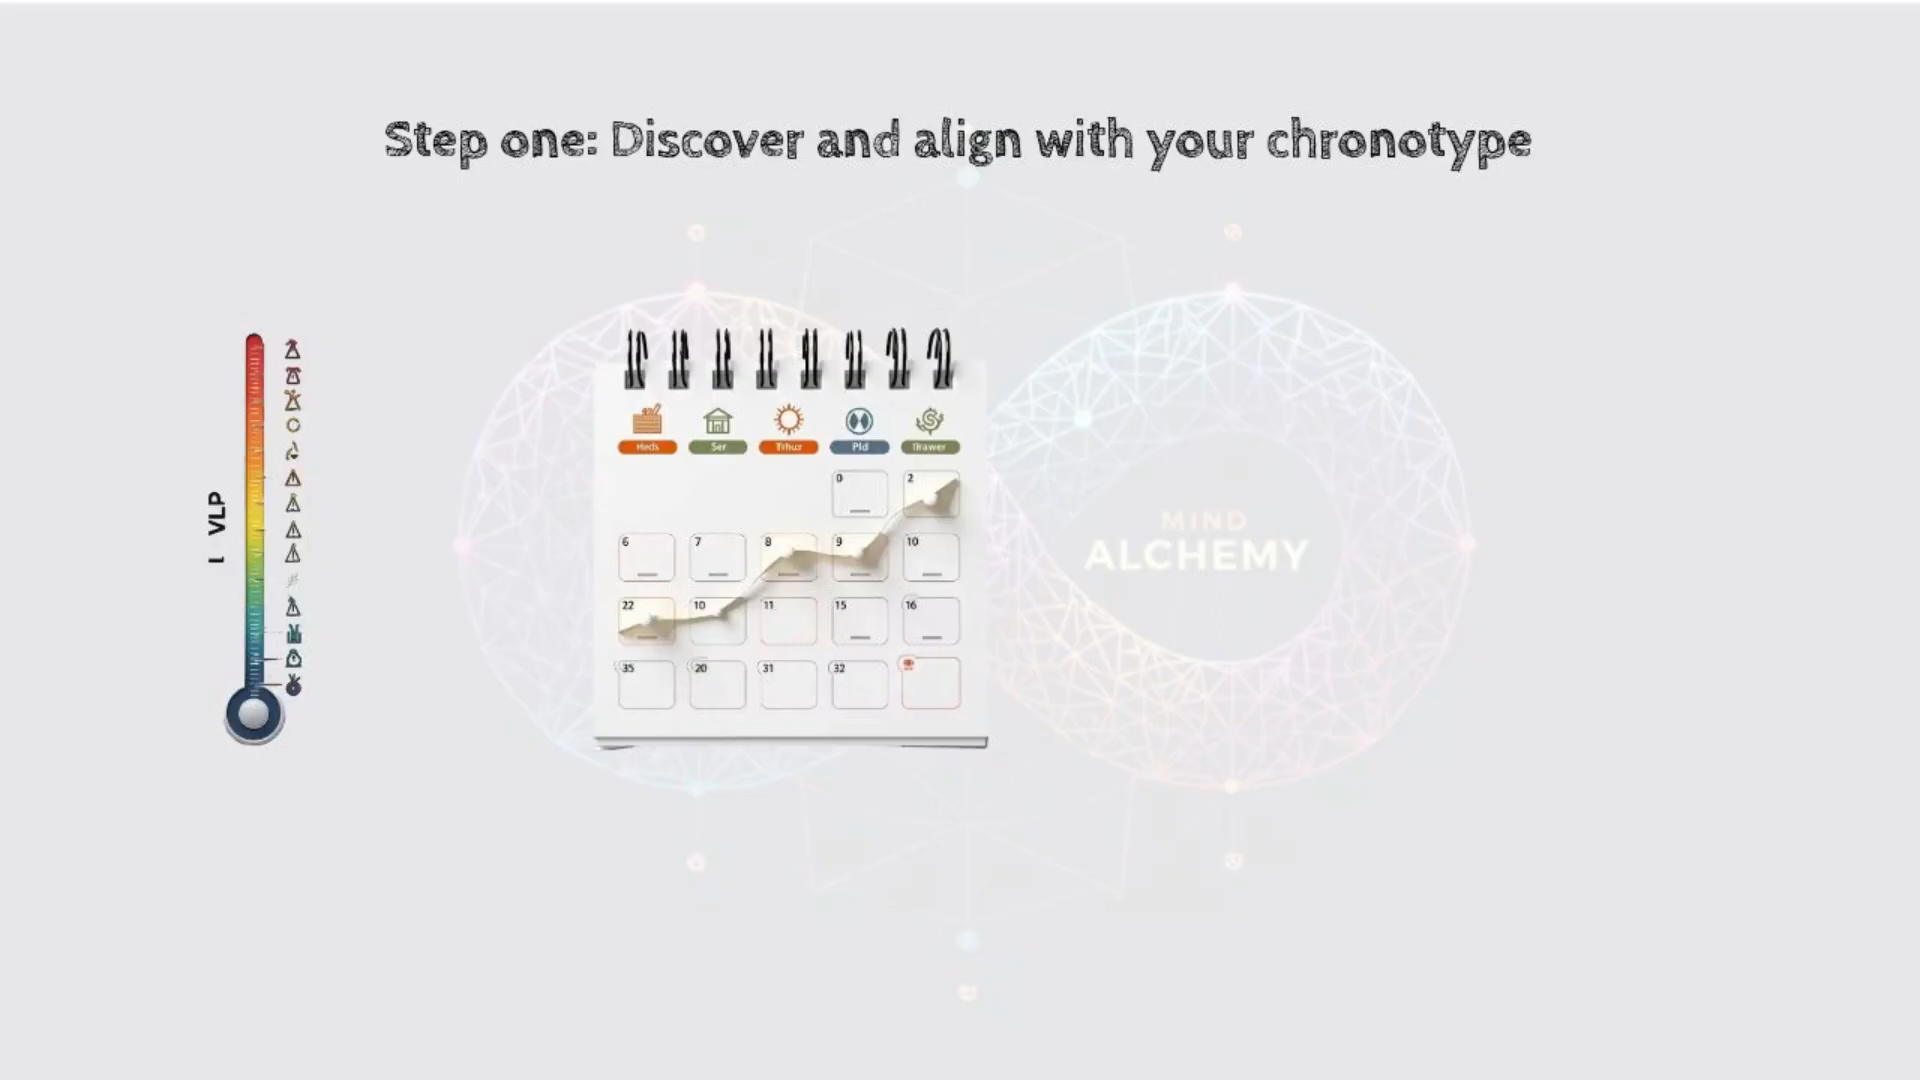 Step one: Discover and align with your chronotype
I VLP
Heds Ser Trhur Pld Brawer
0 2
6 7 8 9 10
22 10 11 15 16
35 20 31 32
MIND
ALCHEMY